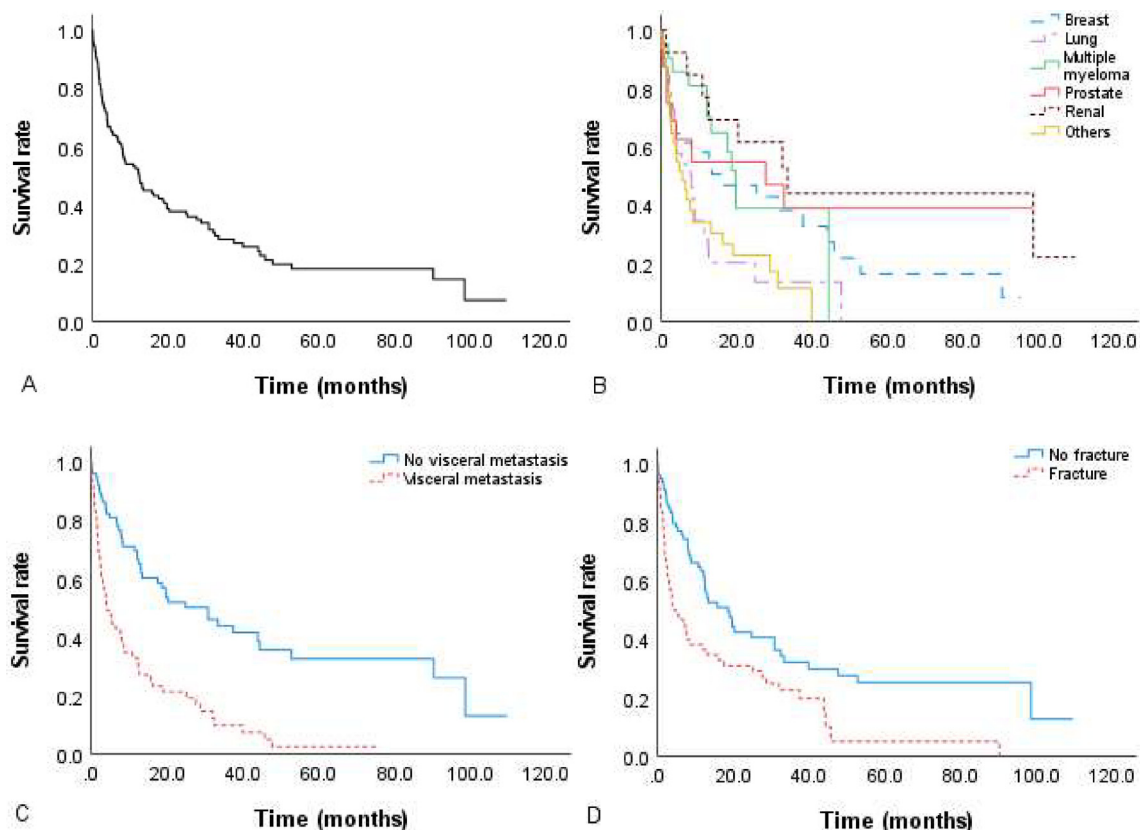 1.0
0.8
0.6
0.4
0.2
0.0
Survival rate
.0 20.0 40.0 60.0 80.0 100.0 120.0
Time (months)
A
Breast
Lung
Multiple
myeloma
Prostate
Renal
Others
1.0
0.8
0.6
0.4
0.2
0.0
Survival rate
.0 20.0 40.0 60.0 80.0 100.0 120.0
Time (months)
B
No visceral metastasis
Visceral metastasis
1.0
0.8
0.6
0.4
0.2
0.0
Survival rate
.0 20.0 40.0 60.0 80.0 100.0 120.0
Time (months)
C
No fracture
Fracture
1.0
0.8
0.6
0.4
0.2
0.0
Survival rate
.0 20.0 40.0 60.0 80.0 100.0 120.0
Time (months)
D